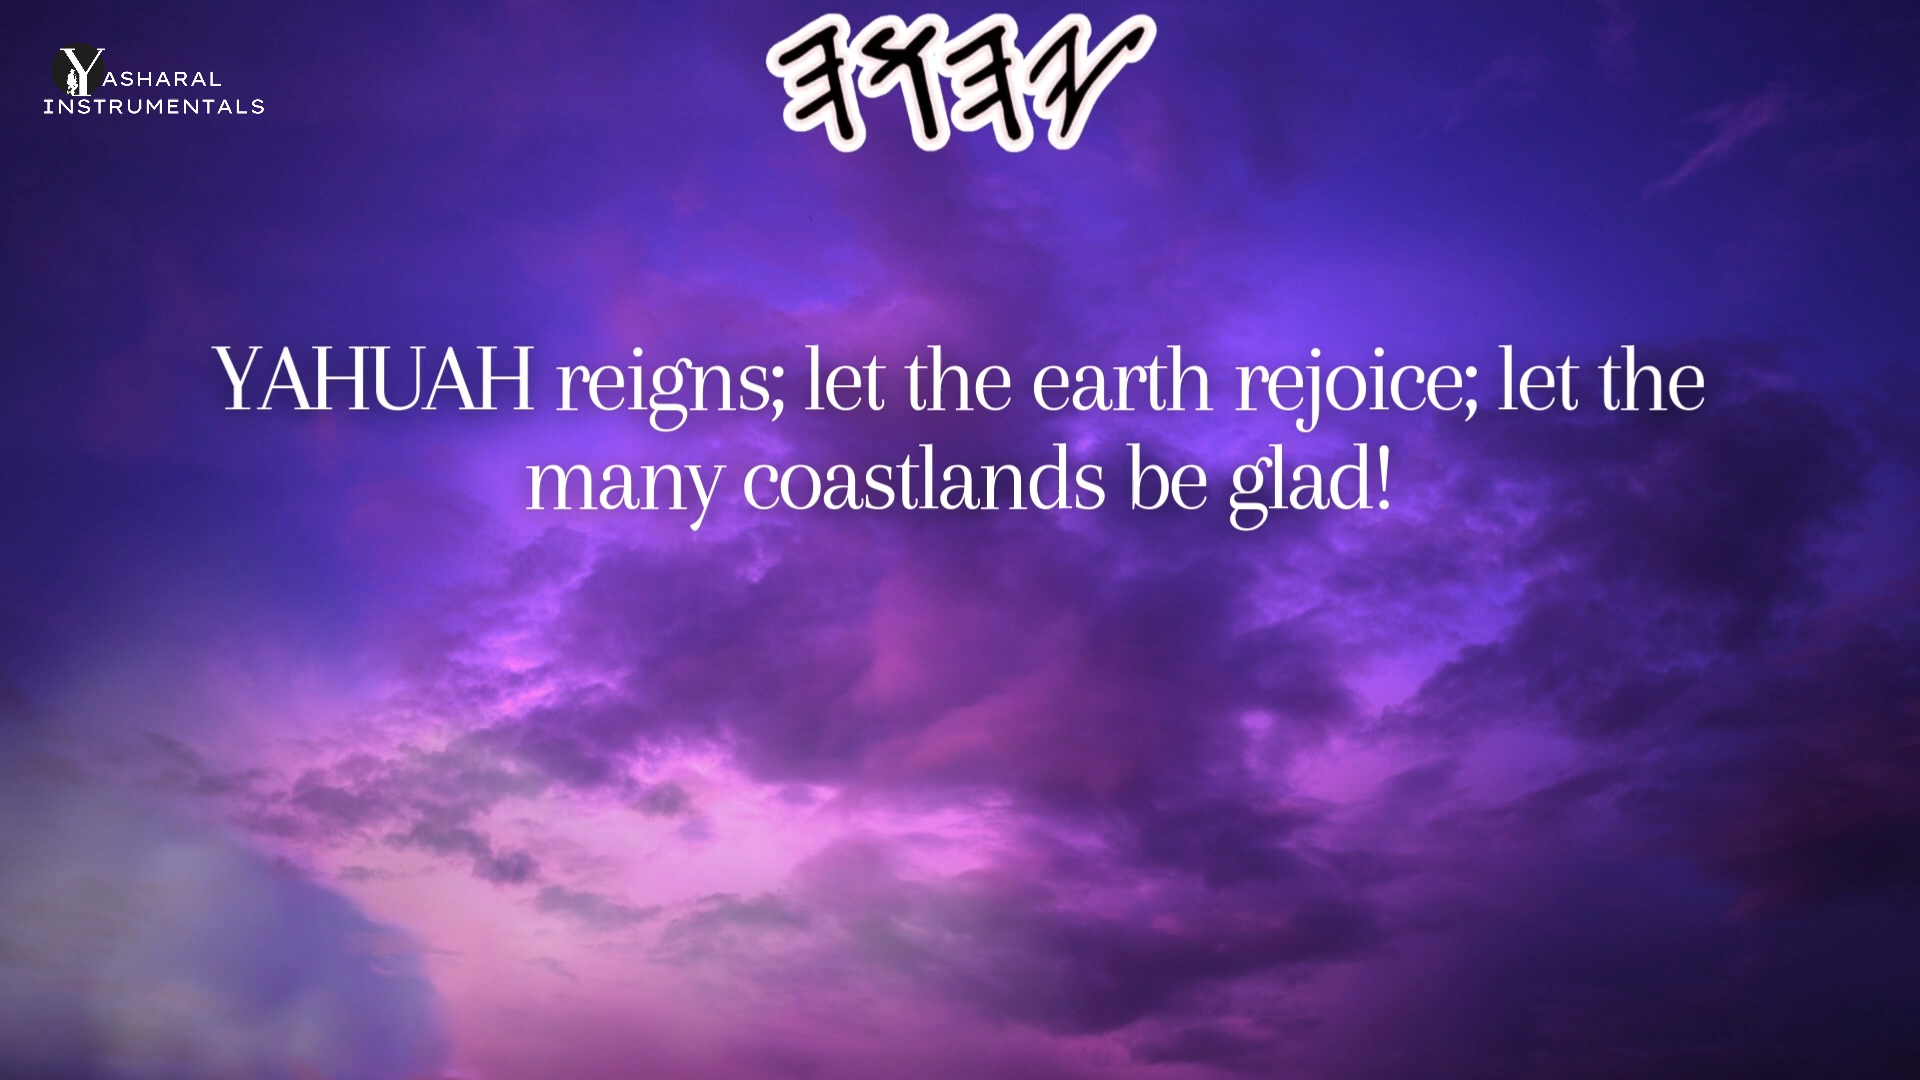 YASHARAL
INSTRUMENTALS
𐤉𐤄𐤅𐤄
YAHUAH reigns; let the earth rejoice; let the
many coastlands be glad!